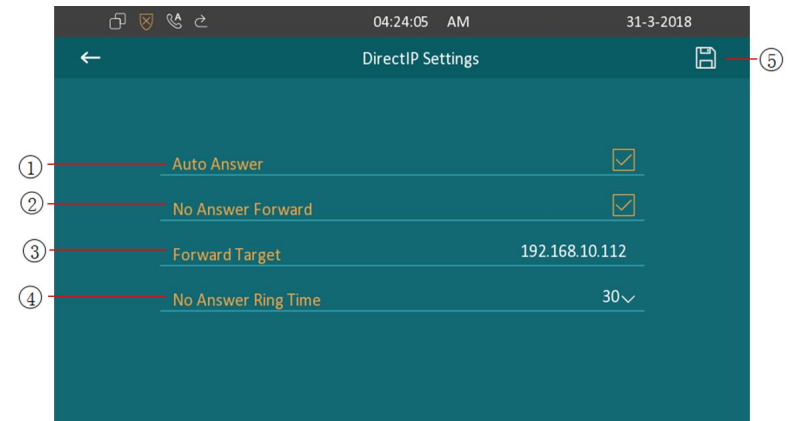 04:24:05 AM 31-3-2018
DirectIP Settings ⑤
① Auto Answer
② No Answer Forward
③ Forward Target 192.168.10.112
④ No Answer Ring Time 30